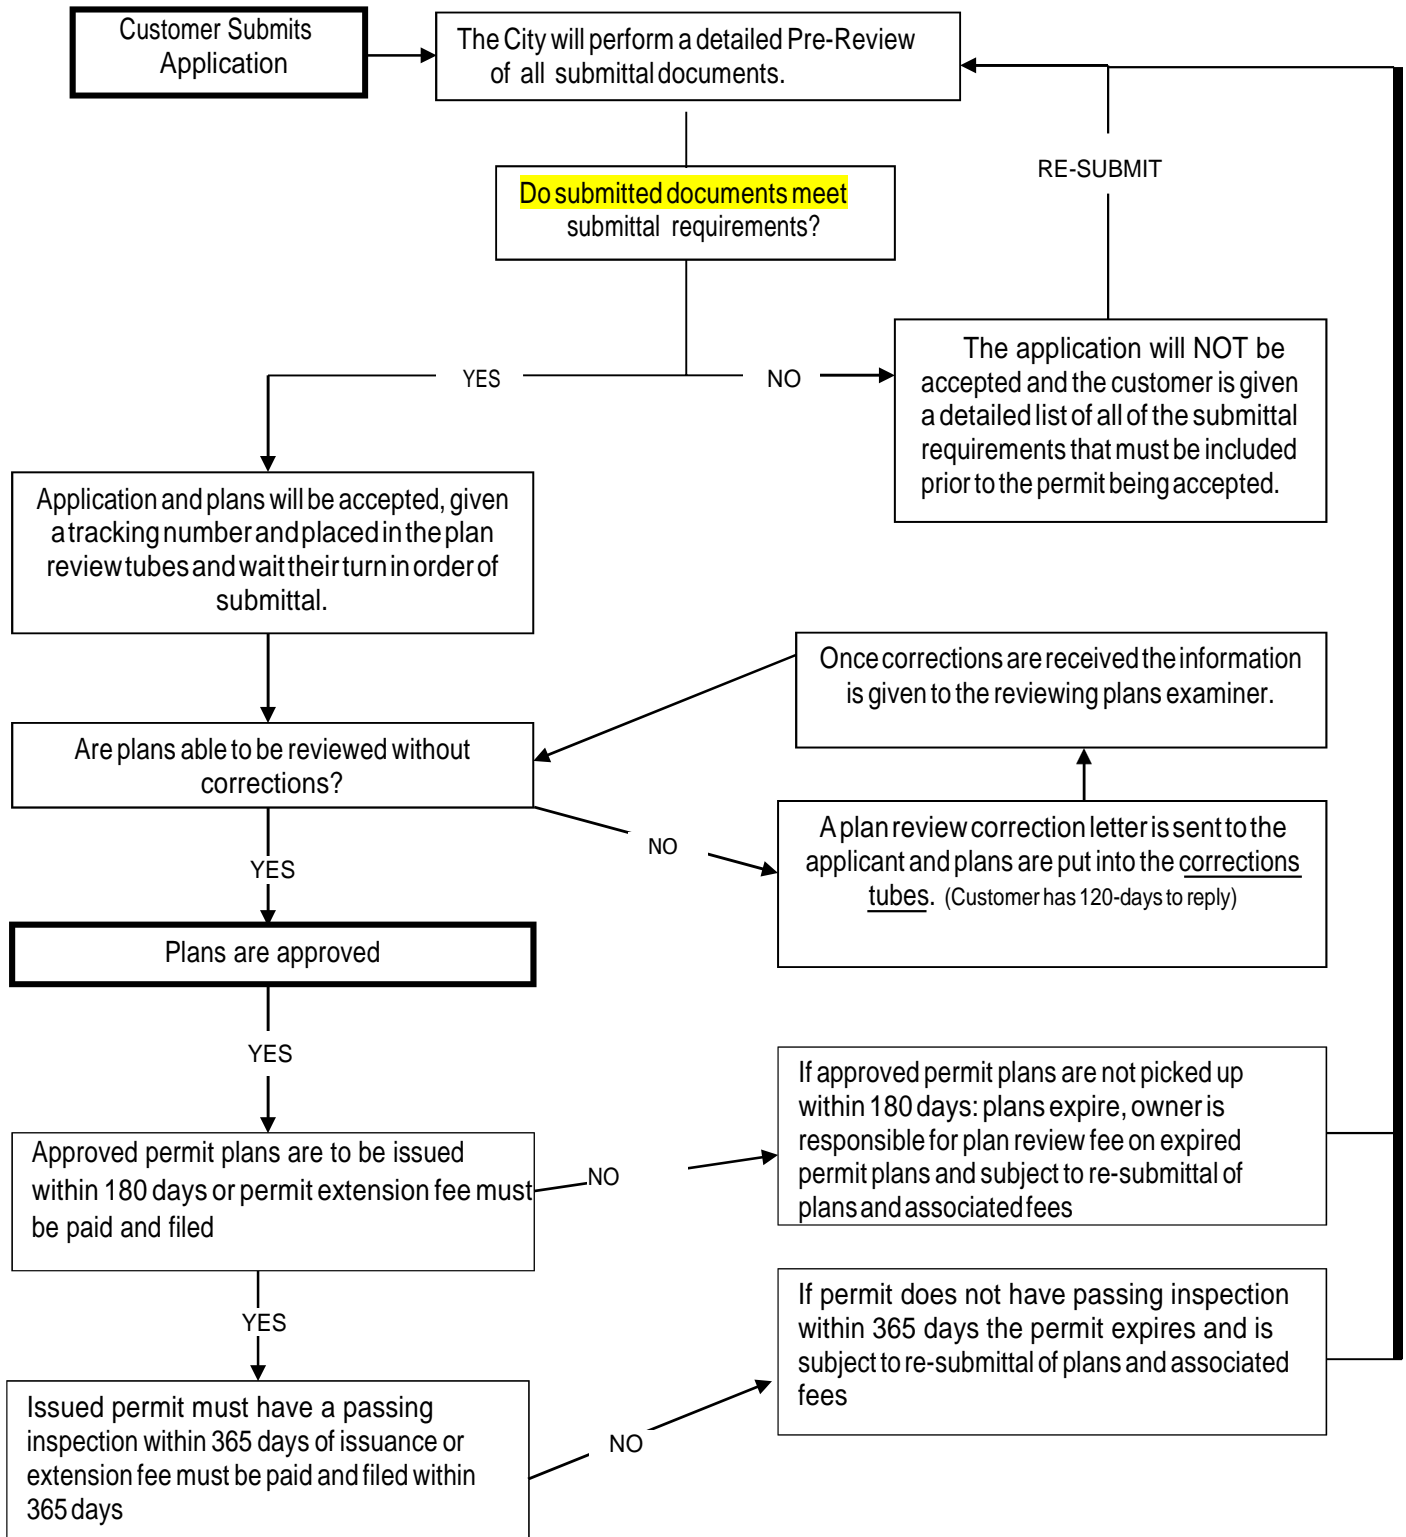 Customer Submits
Application
The City will perform a detailed Pre-Review
of all submittal documents.
RE-SUBMIT
Do submitted documents meet
submittal requirements?
YES
NO
The application will NOT be
accepted and the customer is given
a detailed list of all of the submittal
requirements that must be included
prior to the permit being accepted.
Application and plans will be accepted, given
a tracking number and placed in the plan
review tubes and wait their turn in order of
submittal.
Once corrections are received the information
is given to the reviewing plans examiner.
Are plans able to be reviewed without
corrections?
NO
A plan review correction letter is sent to the
applicant and plans are put into the corrections
tubes. (Customer has 120-days to reply)
YES
Plans are approved
YES
If approved permit plans are not picked up
within 180 days: plans expire, owner is
responsible for plan review fee on expired
permit plans and subject to re-submittal of
plans and associated fees
Approved permit plans are to be issued
within 180 days or permit extension fee must
be paid and filed
NO
YES
If permit does not have passing inspection
within 365 days the permit expires and is
subject to re-submittal of plans and associated
fees
Issued permit must have a passing
inspection within 365 days of issuance or
extension fee must be paid and filed within
365 days
NO